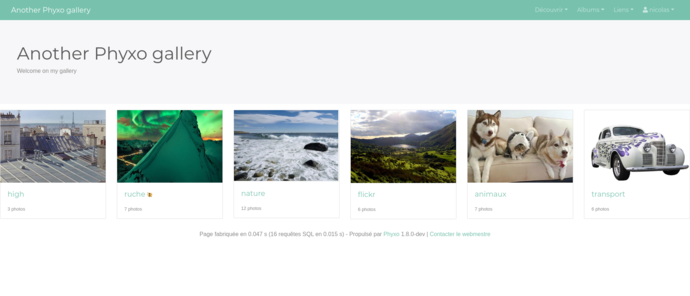 Another Phyxo gallery
Découvrir
Albums
Liens
nicolas
Another Phyxo gallery
Welcome on my gallery
high
3 photos
ruche
7 photos
nature
12 photos
flickr
5 photos
animaux
7 photos
transport
6 photos
Page fabriquée en 0.047 s (16 requêtes SQL en 0.015 s) - Propulsé par Phyxo 1.8.0-dev | Contacter le webmestre